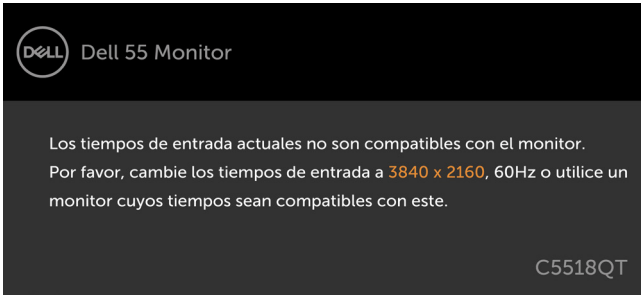 DELL
Dell 55 Monitor
Los tiempos de entrada actuales no son compatibles con el monitor.
Por favor, cambie los tiempos de entrada a 3840 x 2160, 60Hz o utilice un
monitor cuyos tiempos sean compatibles con este.
C5518QT